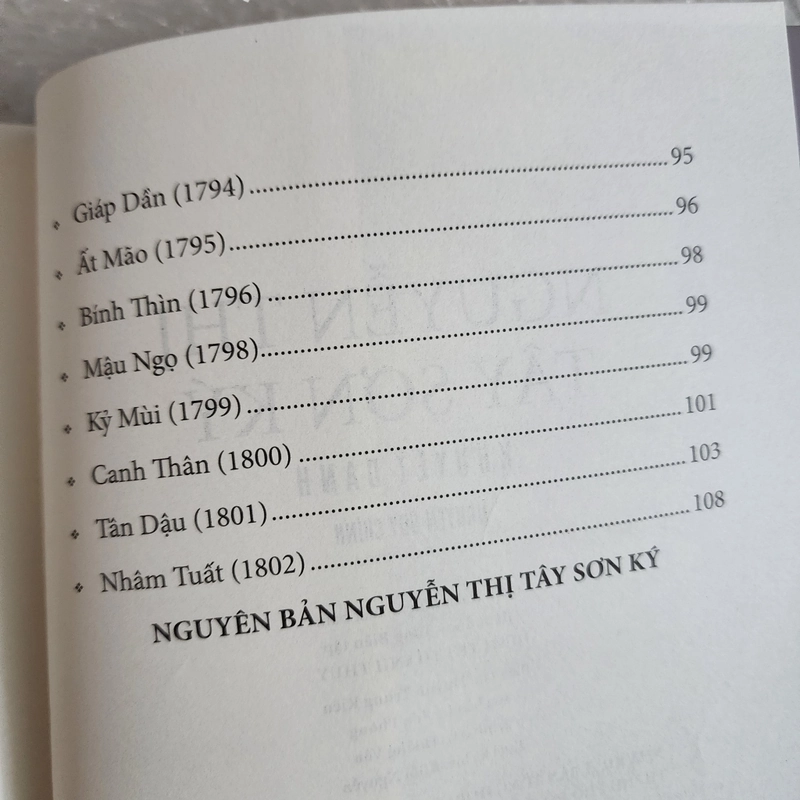 Giáp Dần (1794) ........ 95
Ất Mão (1795) ........ 96
Bính Thìn (1796) ........ 98
Mậu Ngọ (1798) ........ 99
Kỷ Mùi (1799) ........ 99
Canh Thân (1800) ........ 101
Tân Dậu (1801) ........ 103
Nhâm Tuất (1802) ........ 108
NGUYÊN BẢN NGUYỄN THỊ TÂY SƠN KÝ